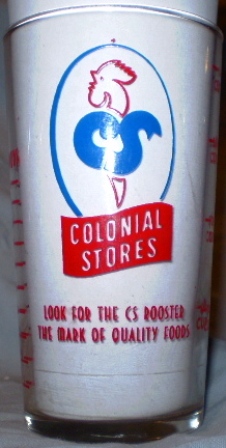 CS
COLONIAL
STORES
LOOK FOR THE CS ROOSTER
THE MARK OF QUALITY FOODS